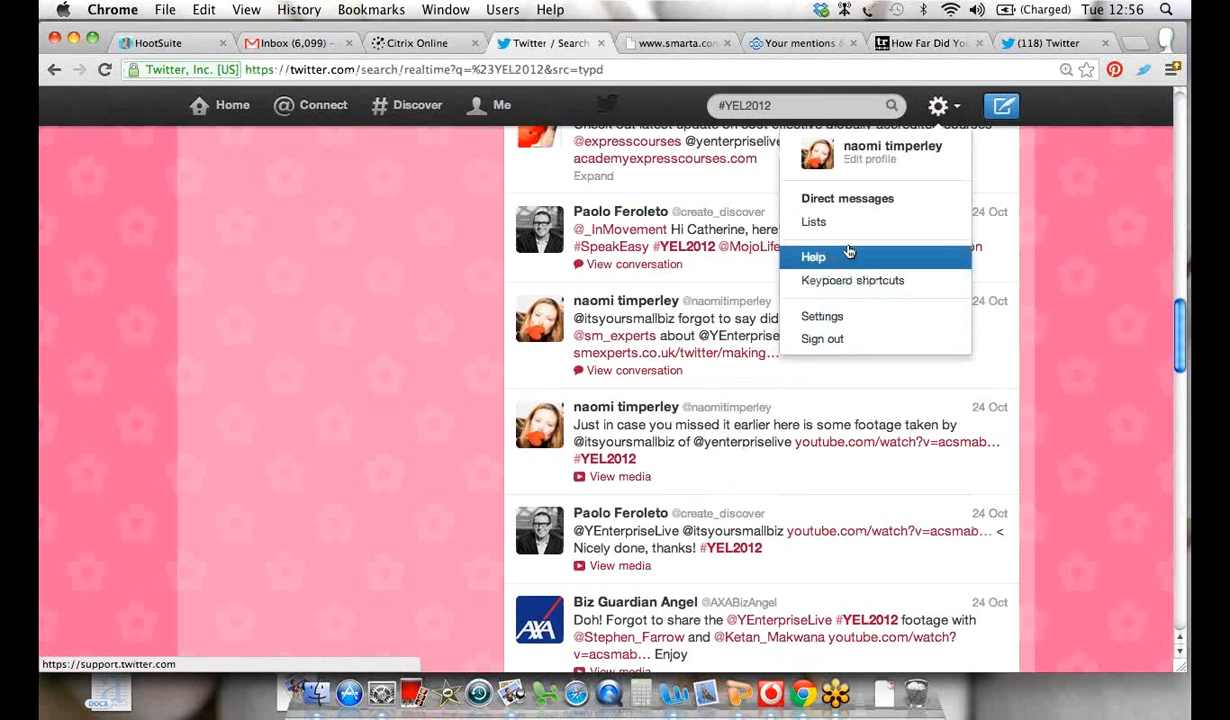 Chrome File Edit View History Bookmarks Window Users Help (Charged) Tue 12:56
HootSuite Inbox (6,099) - Citrix Online Twitter / Search www.smarta.con Your mentions & How Far Did You (118) Twitter
Twitter, Inc. [US] https://twitter.com/search/realtime?q=%23YEL2012&src=typd
Home Connect Discover Me #YEL2012
@expresscourses @yenterpriselive
academyexpresscourses.com
Expand
naomi timperley
Edit profile
Direct messages
Lists
Help
Keyboard shortcuts
Settings
Sign out
Paolo Feroleto @create_discover 24 Oct
@_InMovement Hi Catherine, here
#SpeakEasy #YEL2012 @MojoLife on
View conversation
naomi timperley @naomitimperley
@itsyoursmallbiz forgot to say did
@sm_experts about @YEnterprise
smexperts.co.uk/twitter/making...
View conversation
naomi timperley @naomitimperley 24 Oct
Just in case you missed it earlier here is some footage taken by
@itsyoursmallbiz of @yenterpriselive youtube.com/watch?v=acsmab...
#YEL2012
View media
Paolo Feroleto @create_discover 24 Oct
@YEnterpriseLive @itsyoursmallbiz youtube.com/watch?v=acsmab... <
Nicely done, thanks! #YEL2012
View media
Biz Guardian Angel @AXABizAngel 24 Oct
AXA
Doh! Forgot to share the @YEnterpriseLive #YEL2012 footage with
@Stephen_Farrow and @Ketan_Makwana youtube.com/watch?
v=acsmab... Enjoy
View media
https://support.twitter.com
DOCX